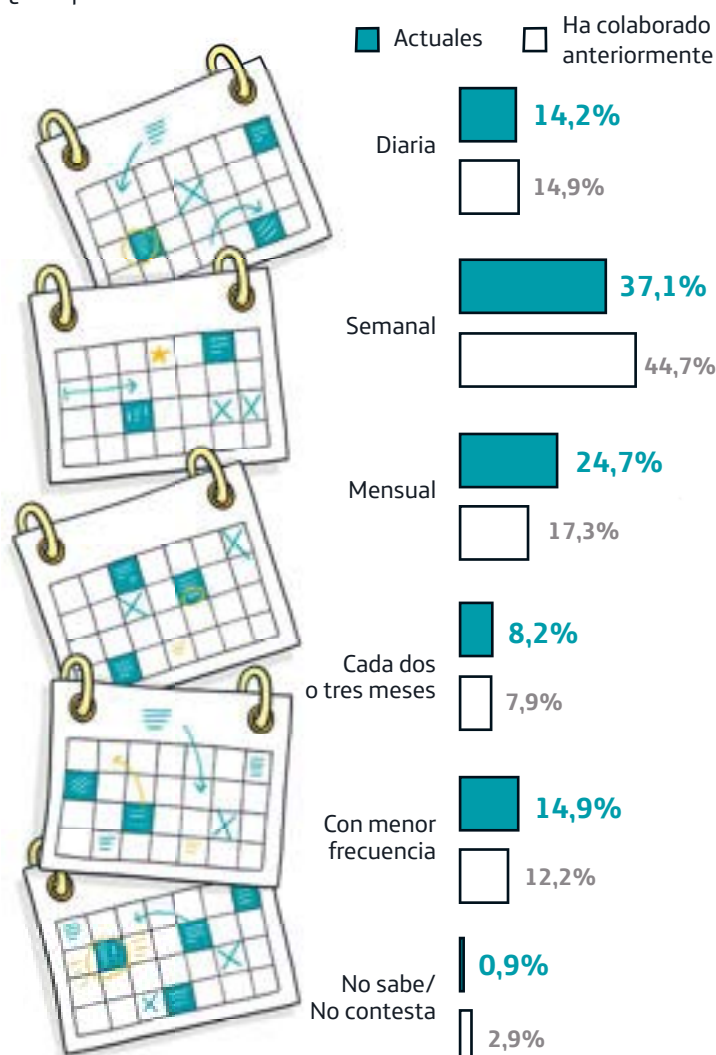 Actuales
Ha colaborado
anteriormente
Diaria
14,2%
14,9%
Semanal
37,1%
44,7%
Mensual
24,7%
17,3%
Cada dos
o tres meses
8,2%
7,9%
Con menor
frecuencia
14,9%
12,2%
No sabe/
No contesta
0,9%
2,9%